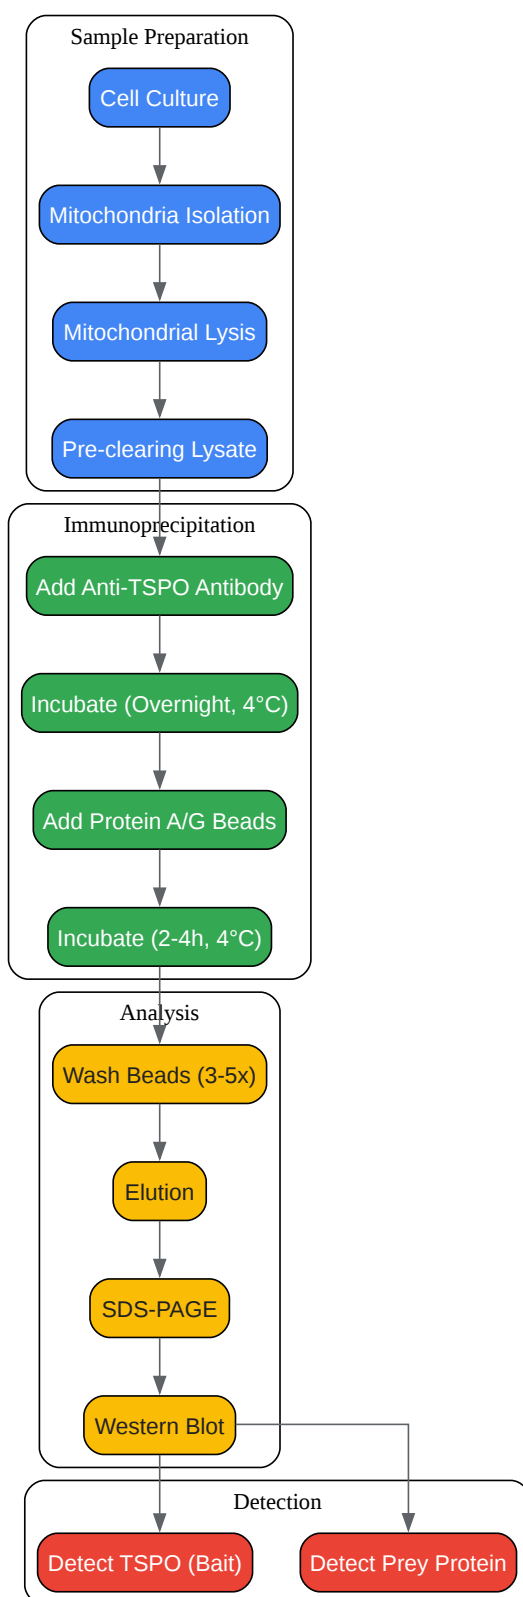 Sample Preparation
Cell Culture
Mitochondria Isolation
Mitochondrial Lysis
Pre-clearing Lysate
Immunoprecipitation
Add Anti-TSPO Antibody
Incubate (Overnight, 4°C)
Add Protein A/G Beads
Incubate (2-4h, 4°C)
Analysis
Wash Beads (3-5x)
Elution
SDS-PAGE
Western Blot
Detection
Detect TSPO (Bait)
Detect Prey Protein